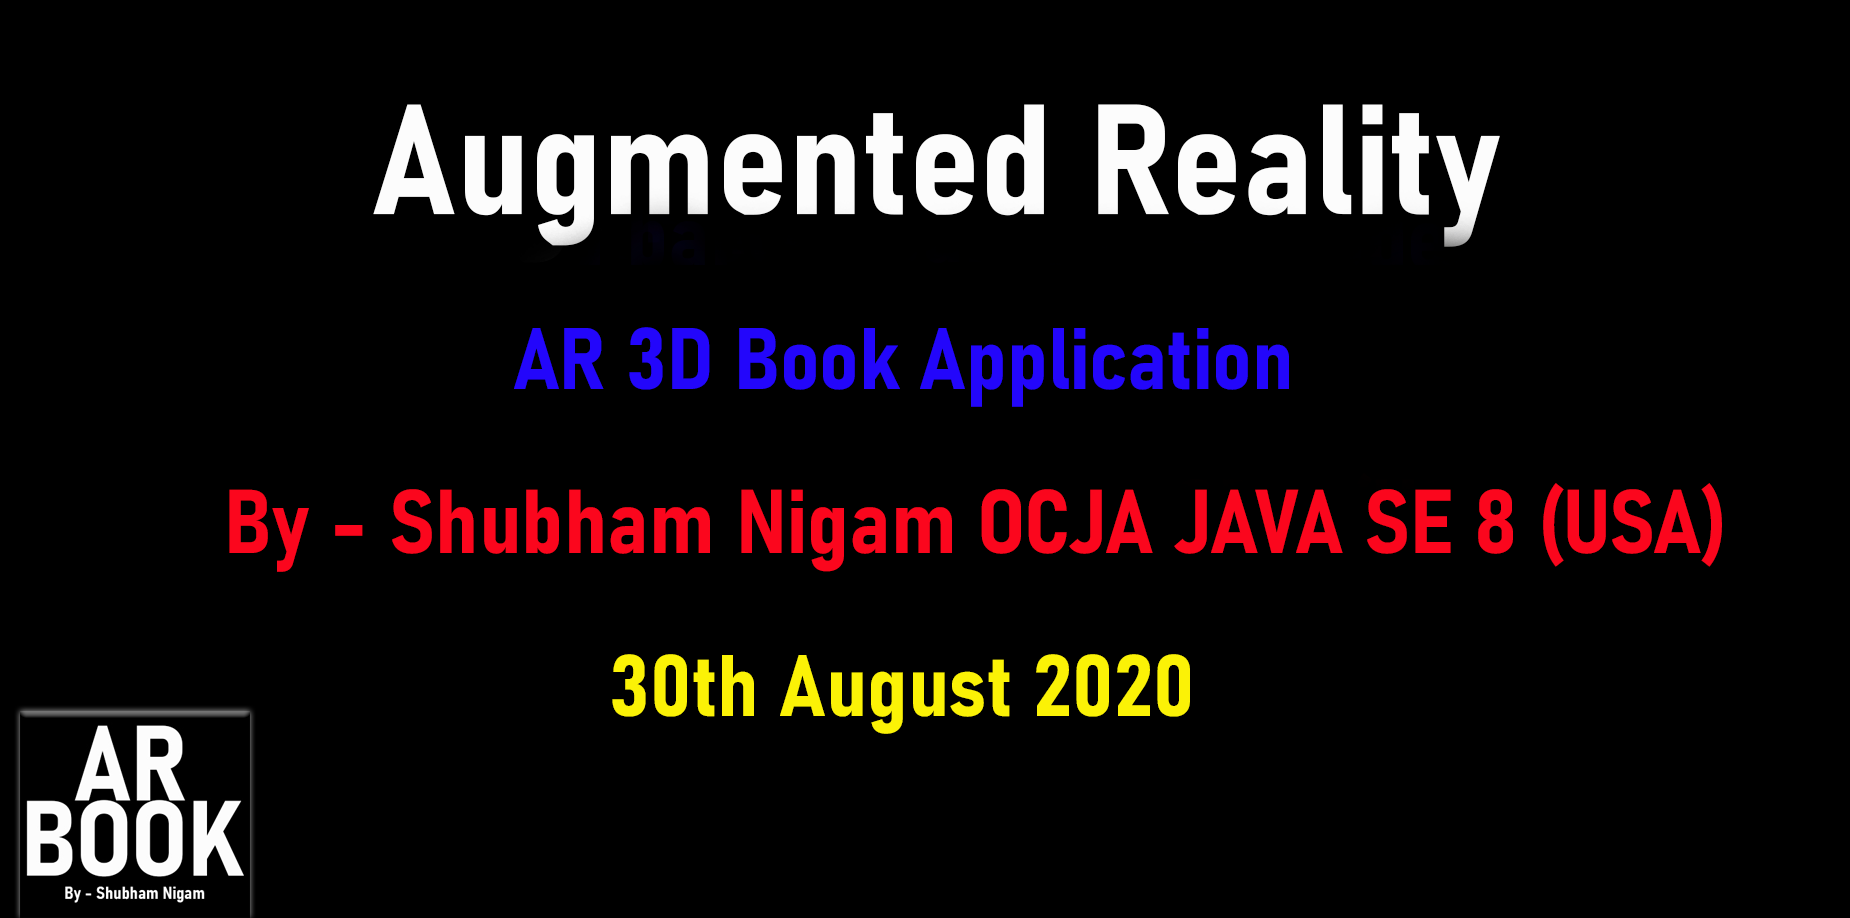 Augmented Reality
AR 3D Book Application
By - Shubham Nigam OCJA JAVA SE 8 (USA)
30th August 2020
AR
BOOK
By - Shubham Nigam